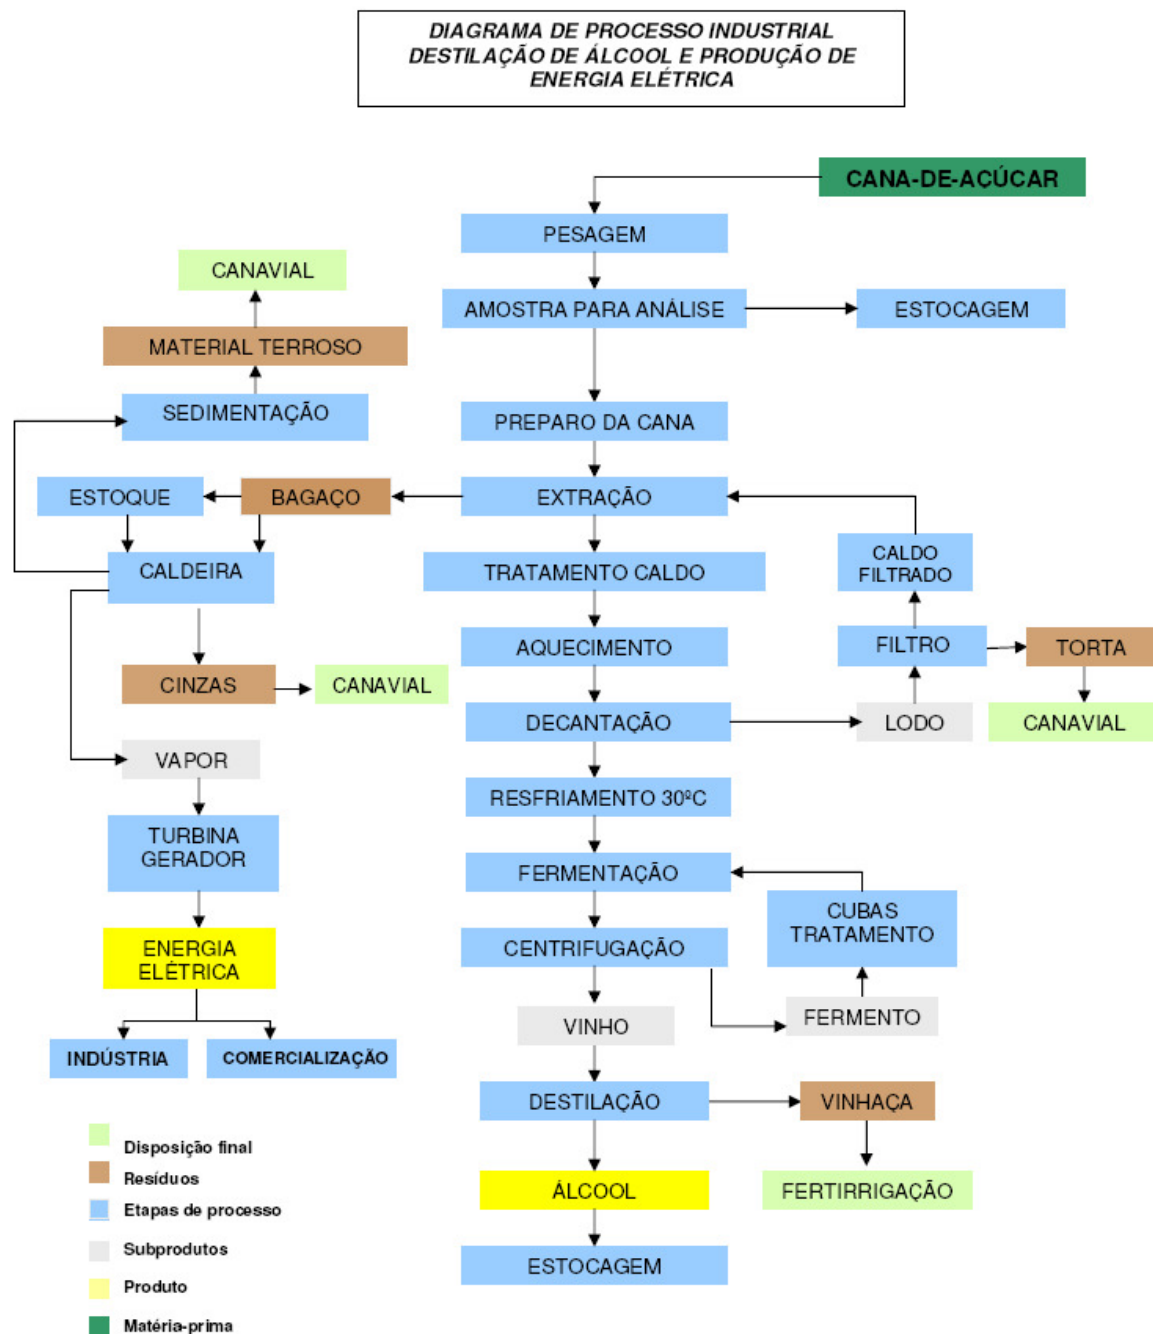 DIAGRAMA DE PROCESSO INDUSTRIAL
DESTILAÇÃO DE ÁLCOOL E PRODUÇÃO DE
ENERGIA ELÉTRICA
CANA-DE-AÇÚCAR
PESAGEM
CANAVIAL
AMOSTRA PARA ANÁLISE
ESTOCAGEM
MATERIAL TERROSO
SEDIMENTAÇÃO
PREPARO DA CANA
ESTOQUE
BAGAÇO
EXTRAÇÃO
CALDEIRA
TRATAMENTO CALDO
CALDO
FILTRADO
AQUECIMENTO
FILTRO
TORTA
CINZAS
CANAVIAL
DECANTAÇÃO
LODO
CANAVIAL
VAPOR
RESFRIAMENTO 30ºC
TURBINA
GERADOR
FERMENTAÇÃO
CUBAS
TRATAMENTO
ENERGIA
ELÉTRICA
CENTRIFUGAÇÃO
VINHO
FERMENTO
INDÚSTRIA
COMERCIALIZAÇÃO
DESTILAÇÃO
VINHAÇA
ÁLCOOL
FERTIRRIGAÇÃO
ESTOCAGEM
Disposição final
Resíduos
Etapas de processo
Subprodutos
Produto
Matéria-prima